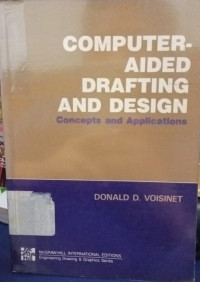 COMPUTER-
AIDED
DRAFTING
AND DESIGN
Concepts and Applications
DONALD D. VOISINET
McGRAW-HILL INTERNATIONAL EDITIONS
Engineering Drawing & Graphics Series